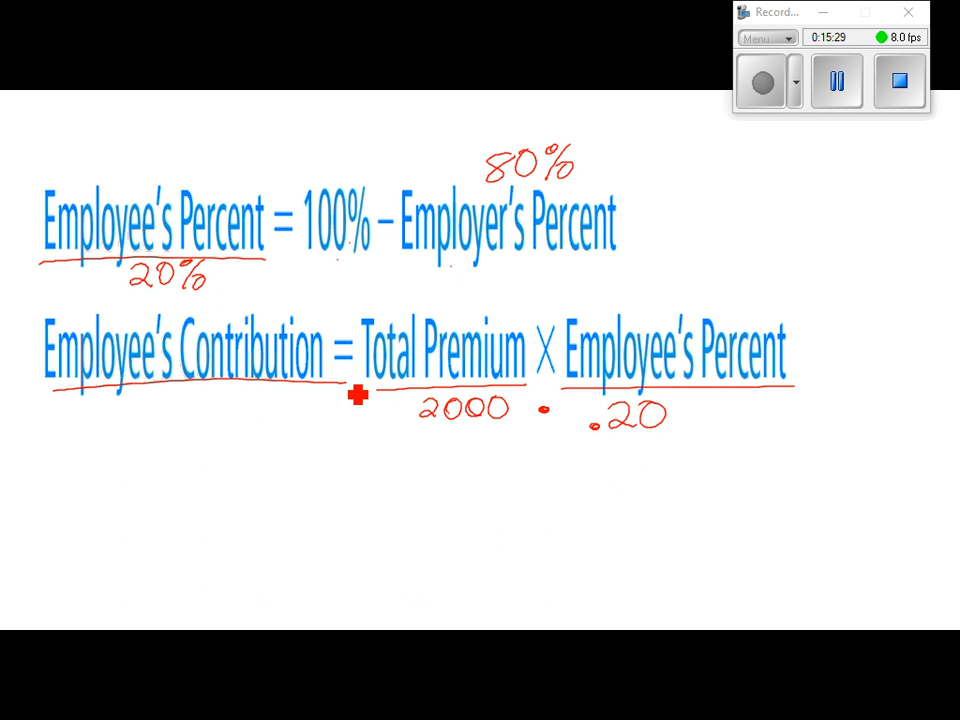 Record...
Menu
0:15:29
8.0 fps
80%
Employee's Percent = 100% − Employer's Percent
20%
Employee's Contribution = Total Premium × Employee's Percent
2000 • .20